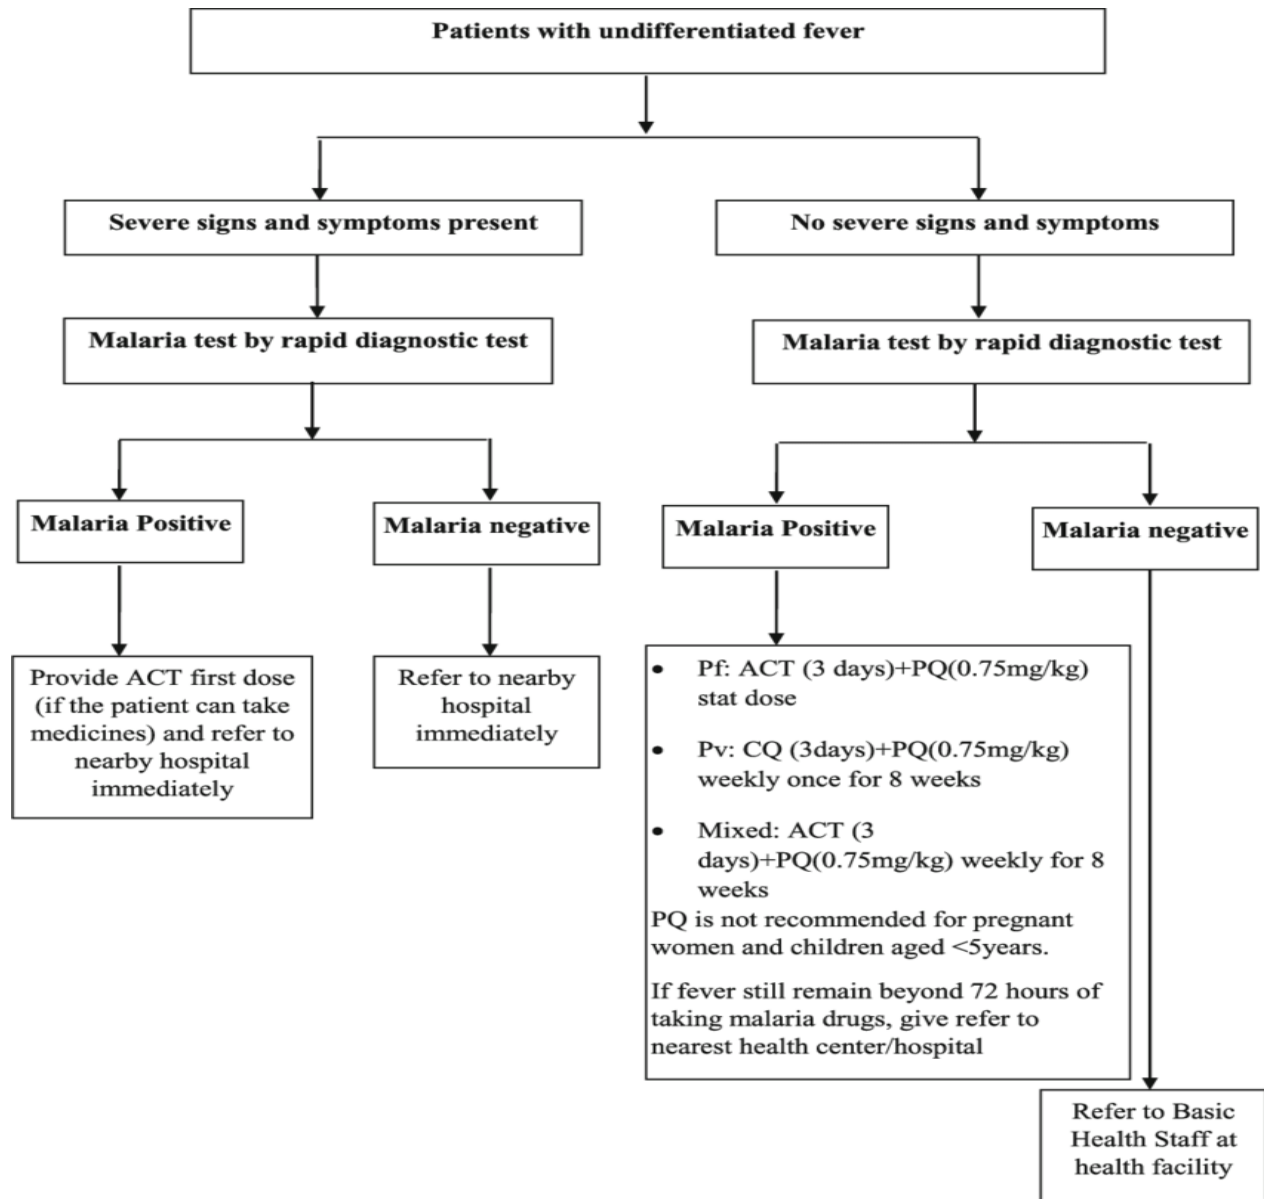 Patients with undifferentiated fever
Severe signs and symptoms present
No severe signs and symptoms
Malaria test by rapid diagnostic test
Malaria test by rapid diagnostic test
Malaria Positive
Malaria negative
Malaria Positive
Malaria negative
Provide ACT first dose
(if the patient can take
medicines) and refer to
nearby hospital
immediately
Refer to nearby
hospital
immediately
• Pf: ACT (3 days)+PQ(0.75mg/kg)
stat dose
• Pv: CQ (3days)+PQ(0.75mg/kg)
weekly once for 8 weeks
• Mixed: ACT (3
days)+PQ(0.75mg/kg) weekly for 8
weeks
PQ is not recommended for pregnant
women and children aged <5years.
If fever still remain beyond 72 hours of
taking malaria drugs, give refer to
nearest health center/hospital
Refer to Basic
Health Staff at
health facility